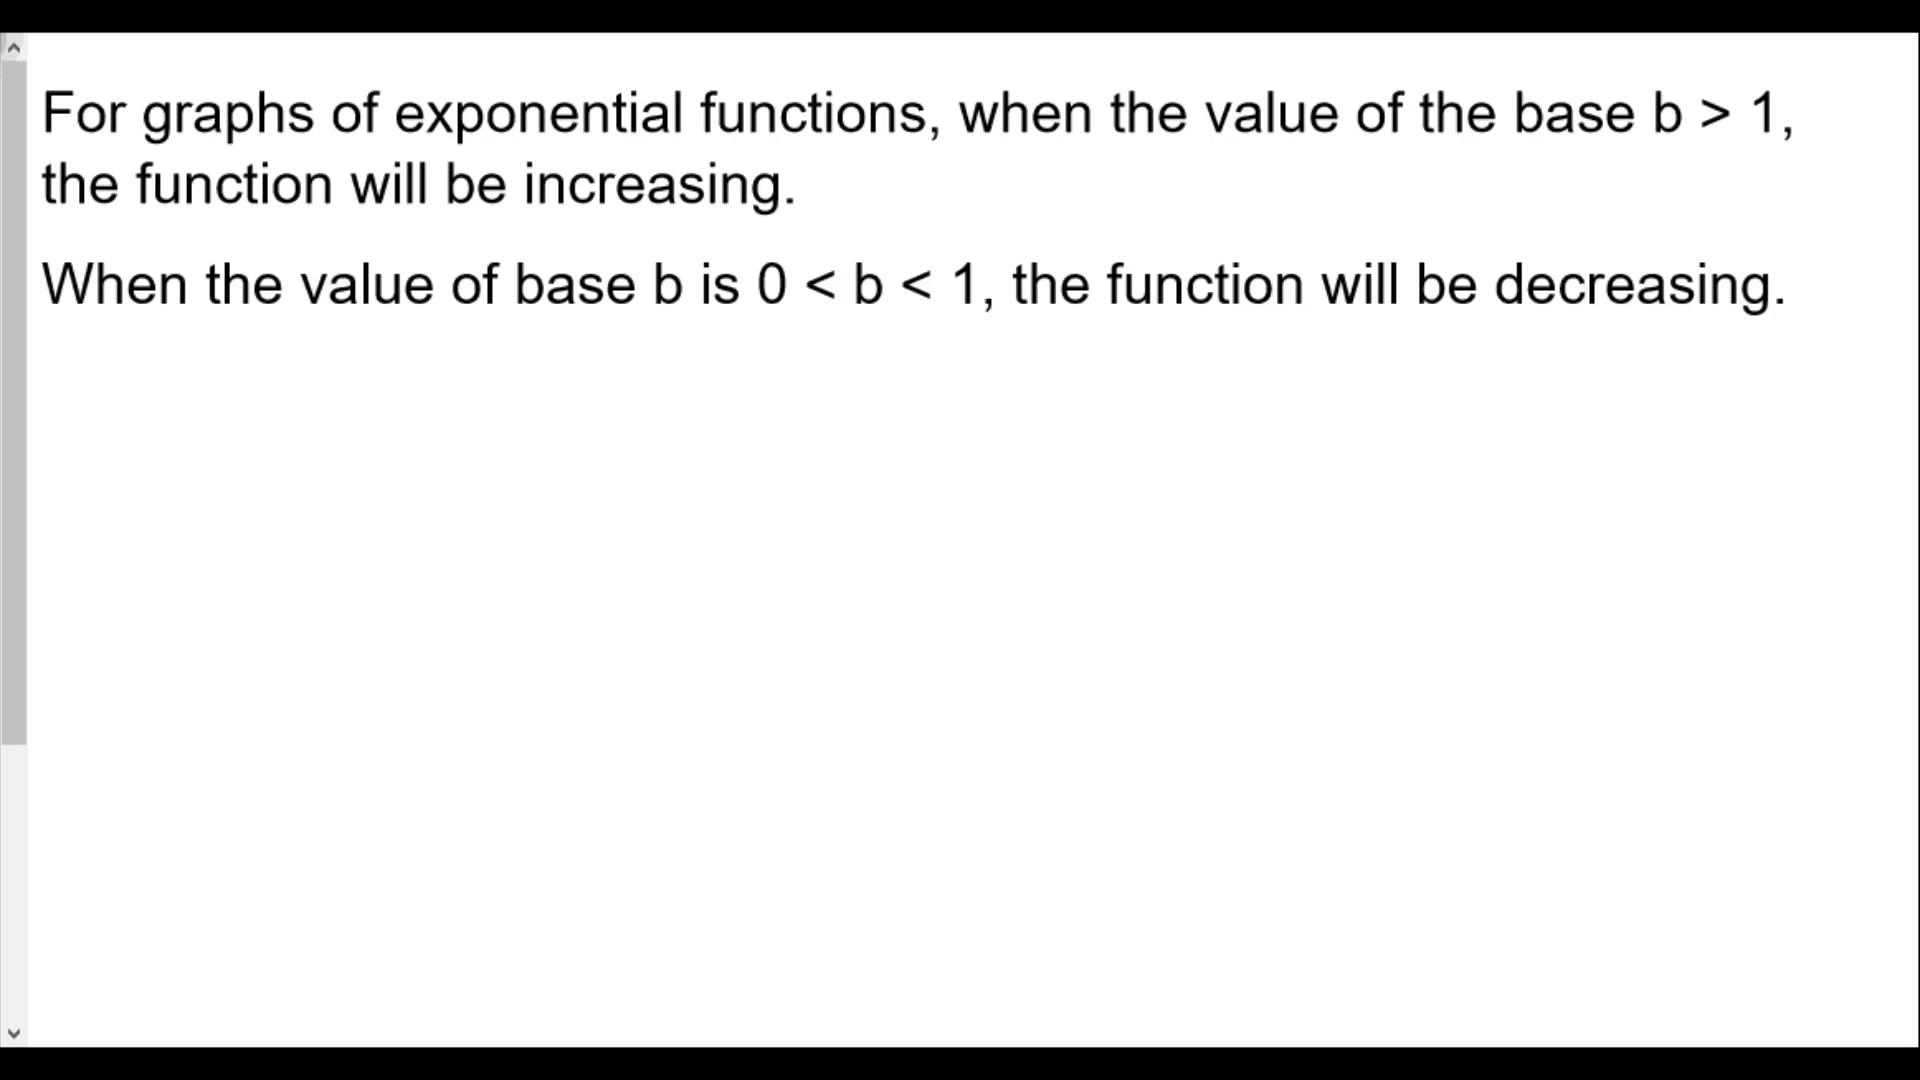 For graphs of exponential functions, when the value of the base b > 1,
the function will be increasing.
When the value of base b is 0 < b < 1, the function will be decreasing.